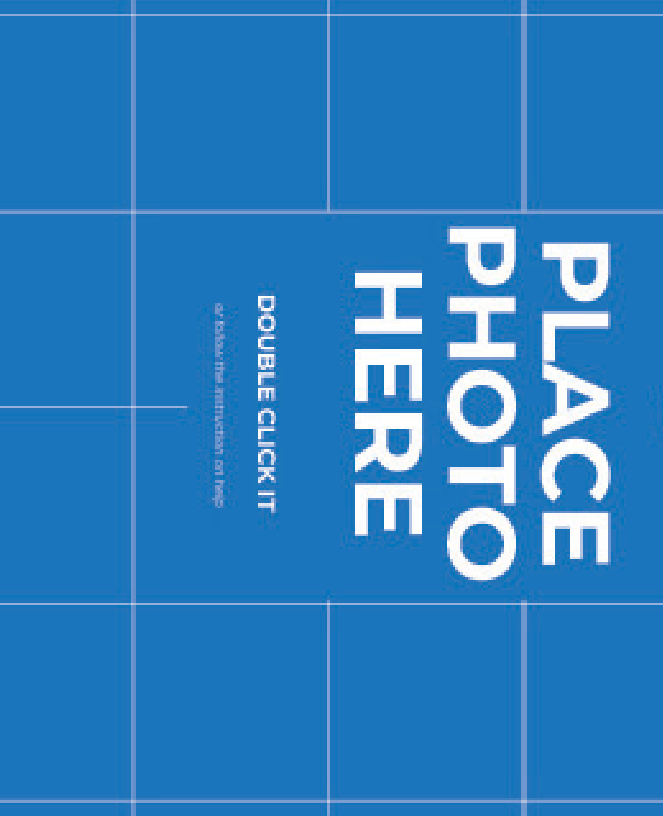 PLACE
PHOTO
HERE
DOUBLE CLICK IT
or follow the instruction on help